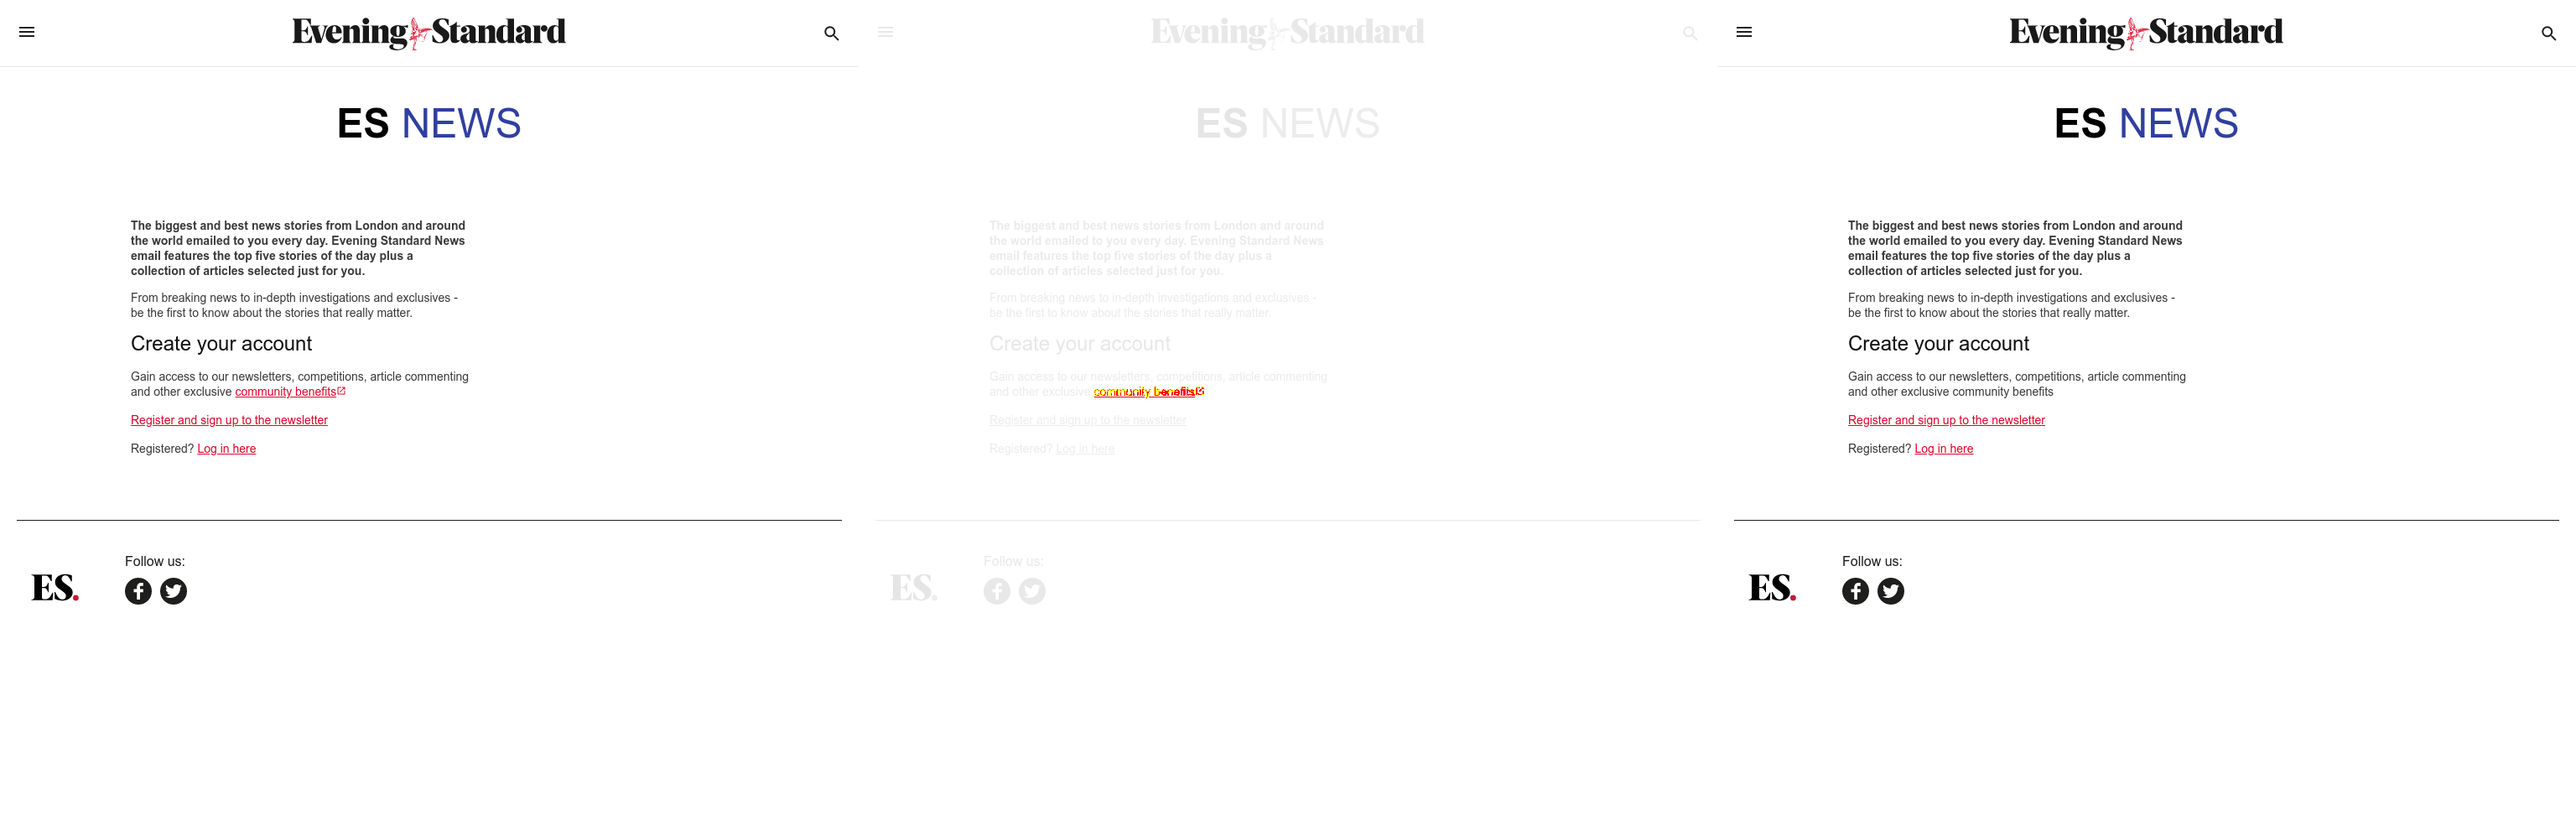 Evening Standard
ES NEWS
The biggest and best news stories from London and around
the world emailed to you every day. Evening Standard News
email features the top five stories of the day plus a
collection of articles selected just for you.
From breaking news to in-depth investigations and exclusives -
be the first to know about the stories that really matter.
Create your account
Gain access to our newsletters, competitions, article commenting
and other exclusive community benefits
Register and sign up to the newsletter
Registered? Log in here
Follow us:
ES.
Evening Standard
ES NEWS
The biggest and best news stories from London and around
the world emailed to you every day. Evening Standard News
email features the top five stories of the day plus a
collection of articles selected just for you.
From breaking news to in-depth investigations and exclusives -
be the first to know about the stories that really matter.
Create your account
Gain access to our newsletters, competitions, article commenting
and other exclusive community benefits
Register and sign up to the newsletter
Registered? Log in here
Follow us:
ES.
Evening Standard
ES NEWS
The biggest and best news stories from London and around
the world emailed to you every day. Evening Standard News
email features the top five stories of the day plus a
collection of articles selected just for you.
From breaking news to in-depth investigations and exclusives -
be the first to know about the stories that really matter.
Create your account
Gain access to our newsletters, competitions, article commenting
and other exclusive community benefits
Register and sign up to the newsletter
Registered? Log in here
Follow us:
ES.